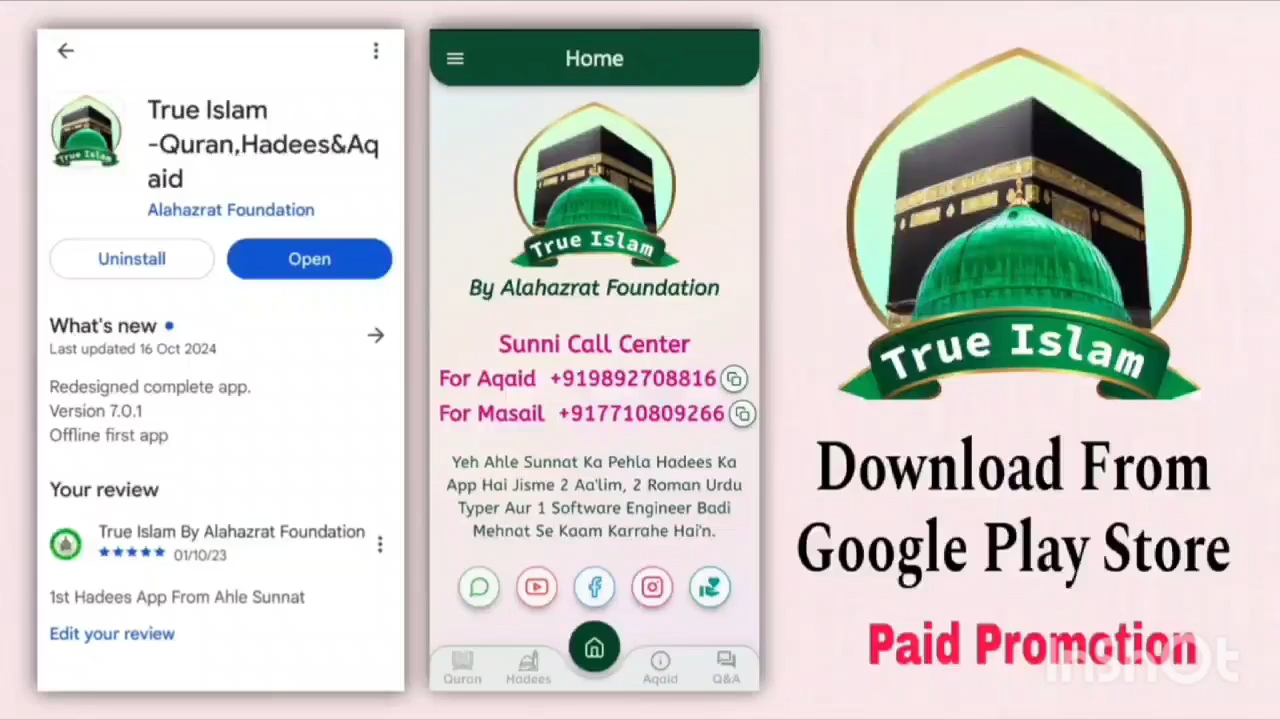 True Islam
-Quran,Hadees&Aq
aid
Alahazrat Foundation
Uninstall
Open
What's new
Last updated 16 Oct 2024
Redesigned complete app.
Version 7.0.1
Offline first app
Your review
True Islam By Alahazrat Foundation
01/10/23
1st Hadees App From Ahle Sunnat
Edit your review
True Islam
Home
True Islam
By Alahazrat Foundation
Sunni Call Center
For Aqaid +919892708816
For Masail +917710809266
Yeh Ahle Sunnat Ka Pehla Hadees Ka
App Hai Jisme 2 Aa'lim, 2 Roman Urdu
Typer Aur 1 Software Engineer Badi
Mehnat Se Kaam Karrahe Hai'n.
Quran
Hadees
Aqaid
Q&A
True Islam
Download From
Google Play Store
Paid Promotion
InShOt